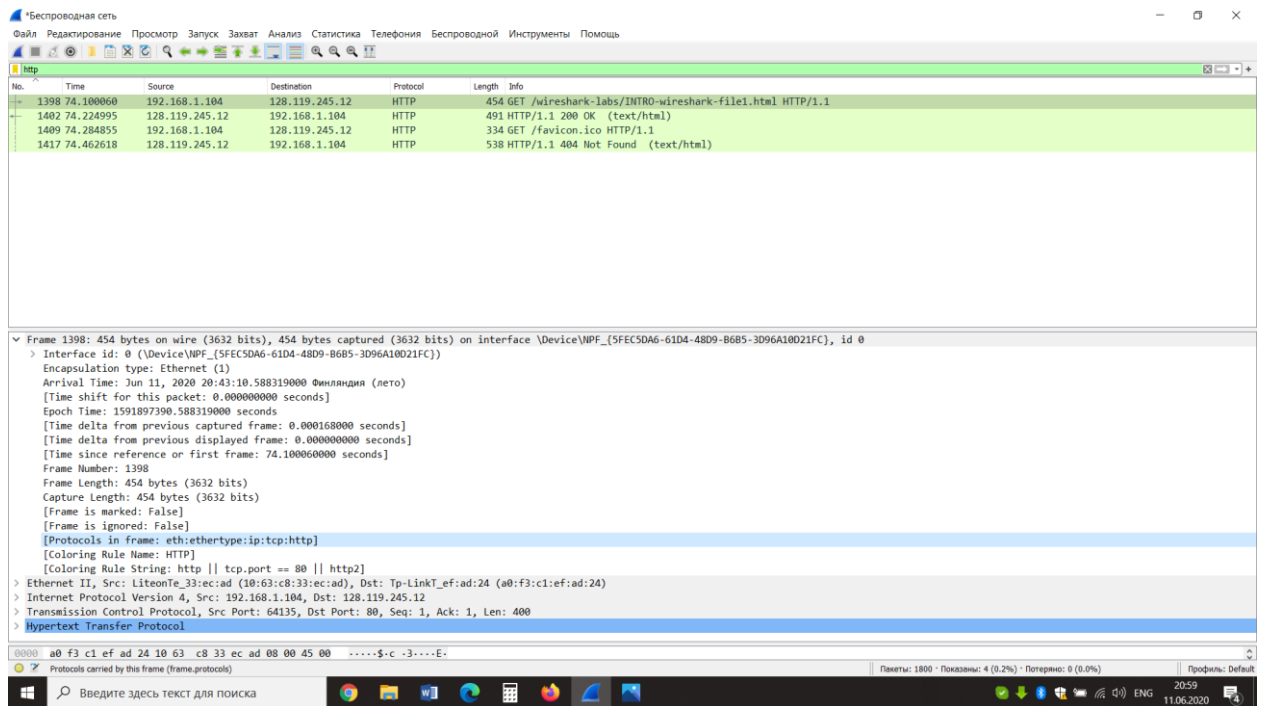 *Беспроводная сеть
Файл Редактирование Просмотр Запуск Захват Анализ Статистика Телефония Беспроводной Инструменты Помощь
http
No. Time Source Destination Protocol Length Info
1398 74.100060 192.168.1.104 128.119.245.12 HTTP 454 GET /wireshark-labs/INTRO-wireshark-file1.html HTTP/1.1
1402 74.224995 128.119.245.12 192.168.1.104 HTTP 491 HTTP/1.1 200 OK (text/html)
1409 74.284855 192.168.1.104 128.119.245.12 HTTP 334 GET /favicon.ico HTTP/1.1
1417 74.462618 128.119.245.12 192.168.1.104 HTTP 538 HTTP/1.1 404 Not Found (text/html)
Frame 1398: 454 bytes on wire (3632 bits), 454 bytes captured (3632 bits) on interface \Device\NPF_{5FEC5DA6-61D4-48D9-B6B5-3D96A10D21FC}, id 0
Interface id: 0 (\Device\NPF_{5FEC5DA6-61D4-48D9-B6B5-3D96A10D21FC})
Encapsulation type: Ethernet (1)
Arrival Time: Jun 11, 2020 20:43:10.588319000 Финляндия (лето)
[Time shift for this packet: 0.000000000 seconds]
Epoch Time: 1591897390.588319000 seconds
[Time delta from previous captured frame: 0.000168000 seconds]
[Time delta from previous displayed frame: 0.000000000 seconds]
[Time since reference or first frame: 74.100060000 seconds]
Frame Number: 1398
Frame Length: 454 bytes (3632 bits)
Capture Length: 454 bytes (3632 bits)
[Frame is marked: False]
[Frame is ignored: False]
[Protocols in frame: eth:ethertype:ip:tcp:http]
[Coloring Rule Name: HTTP]
[Coloring Rule String: http || tcp.port == 80 || http2]
Ethernet II, Src: LiteonTe_33:ec:ad (10:63:c8:33:ec:ad), Dst: Tp-LinkT_ef:ad:24 (a0:f3:c1:ef:ad:24)
Internet Protocol Version 4, Src: 192.168.1.104, Dst: 128.119.245.12
Transmission Control Protocol, Src Port: 64135, Dst Port: 80, Seq: 1, Ack: 1, Len: 400
Hypertext Transfer Protocol
0000 a0 f3 c1 ef ad 24 10 63 c8 33 ec ad 08 00 45 00 ·····$·c ·3····E·
Protocols carried by this frame (frame.protocols) Пакеты: 1800 · Показаны: 4 (0.2%) · Потеряно: 0 (0.0%) Профиль: Default
Введите здесь текст для поиска ENG 20:59
11.06.2020 4